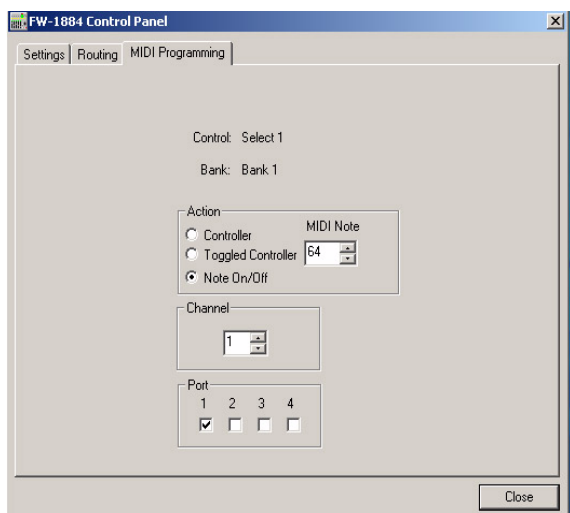 FW-1884 Control Panel
Settings Routing MIDI Programming
Control: Select 1
Bank: Bank 1
Action
MIDI Note
Controller
Toggled Controller 64
Note On/Off
Channel
1
Port
1 2 3 4
Close